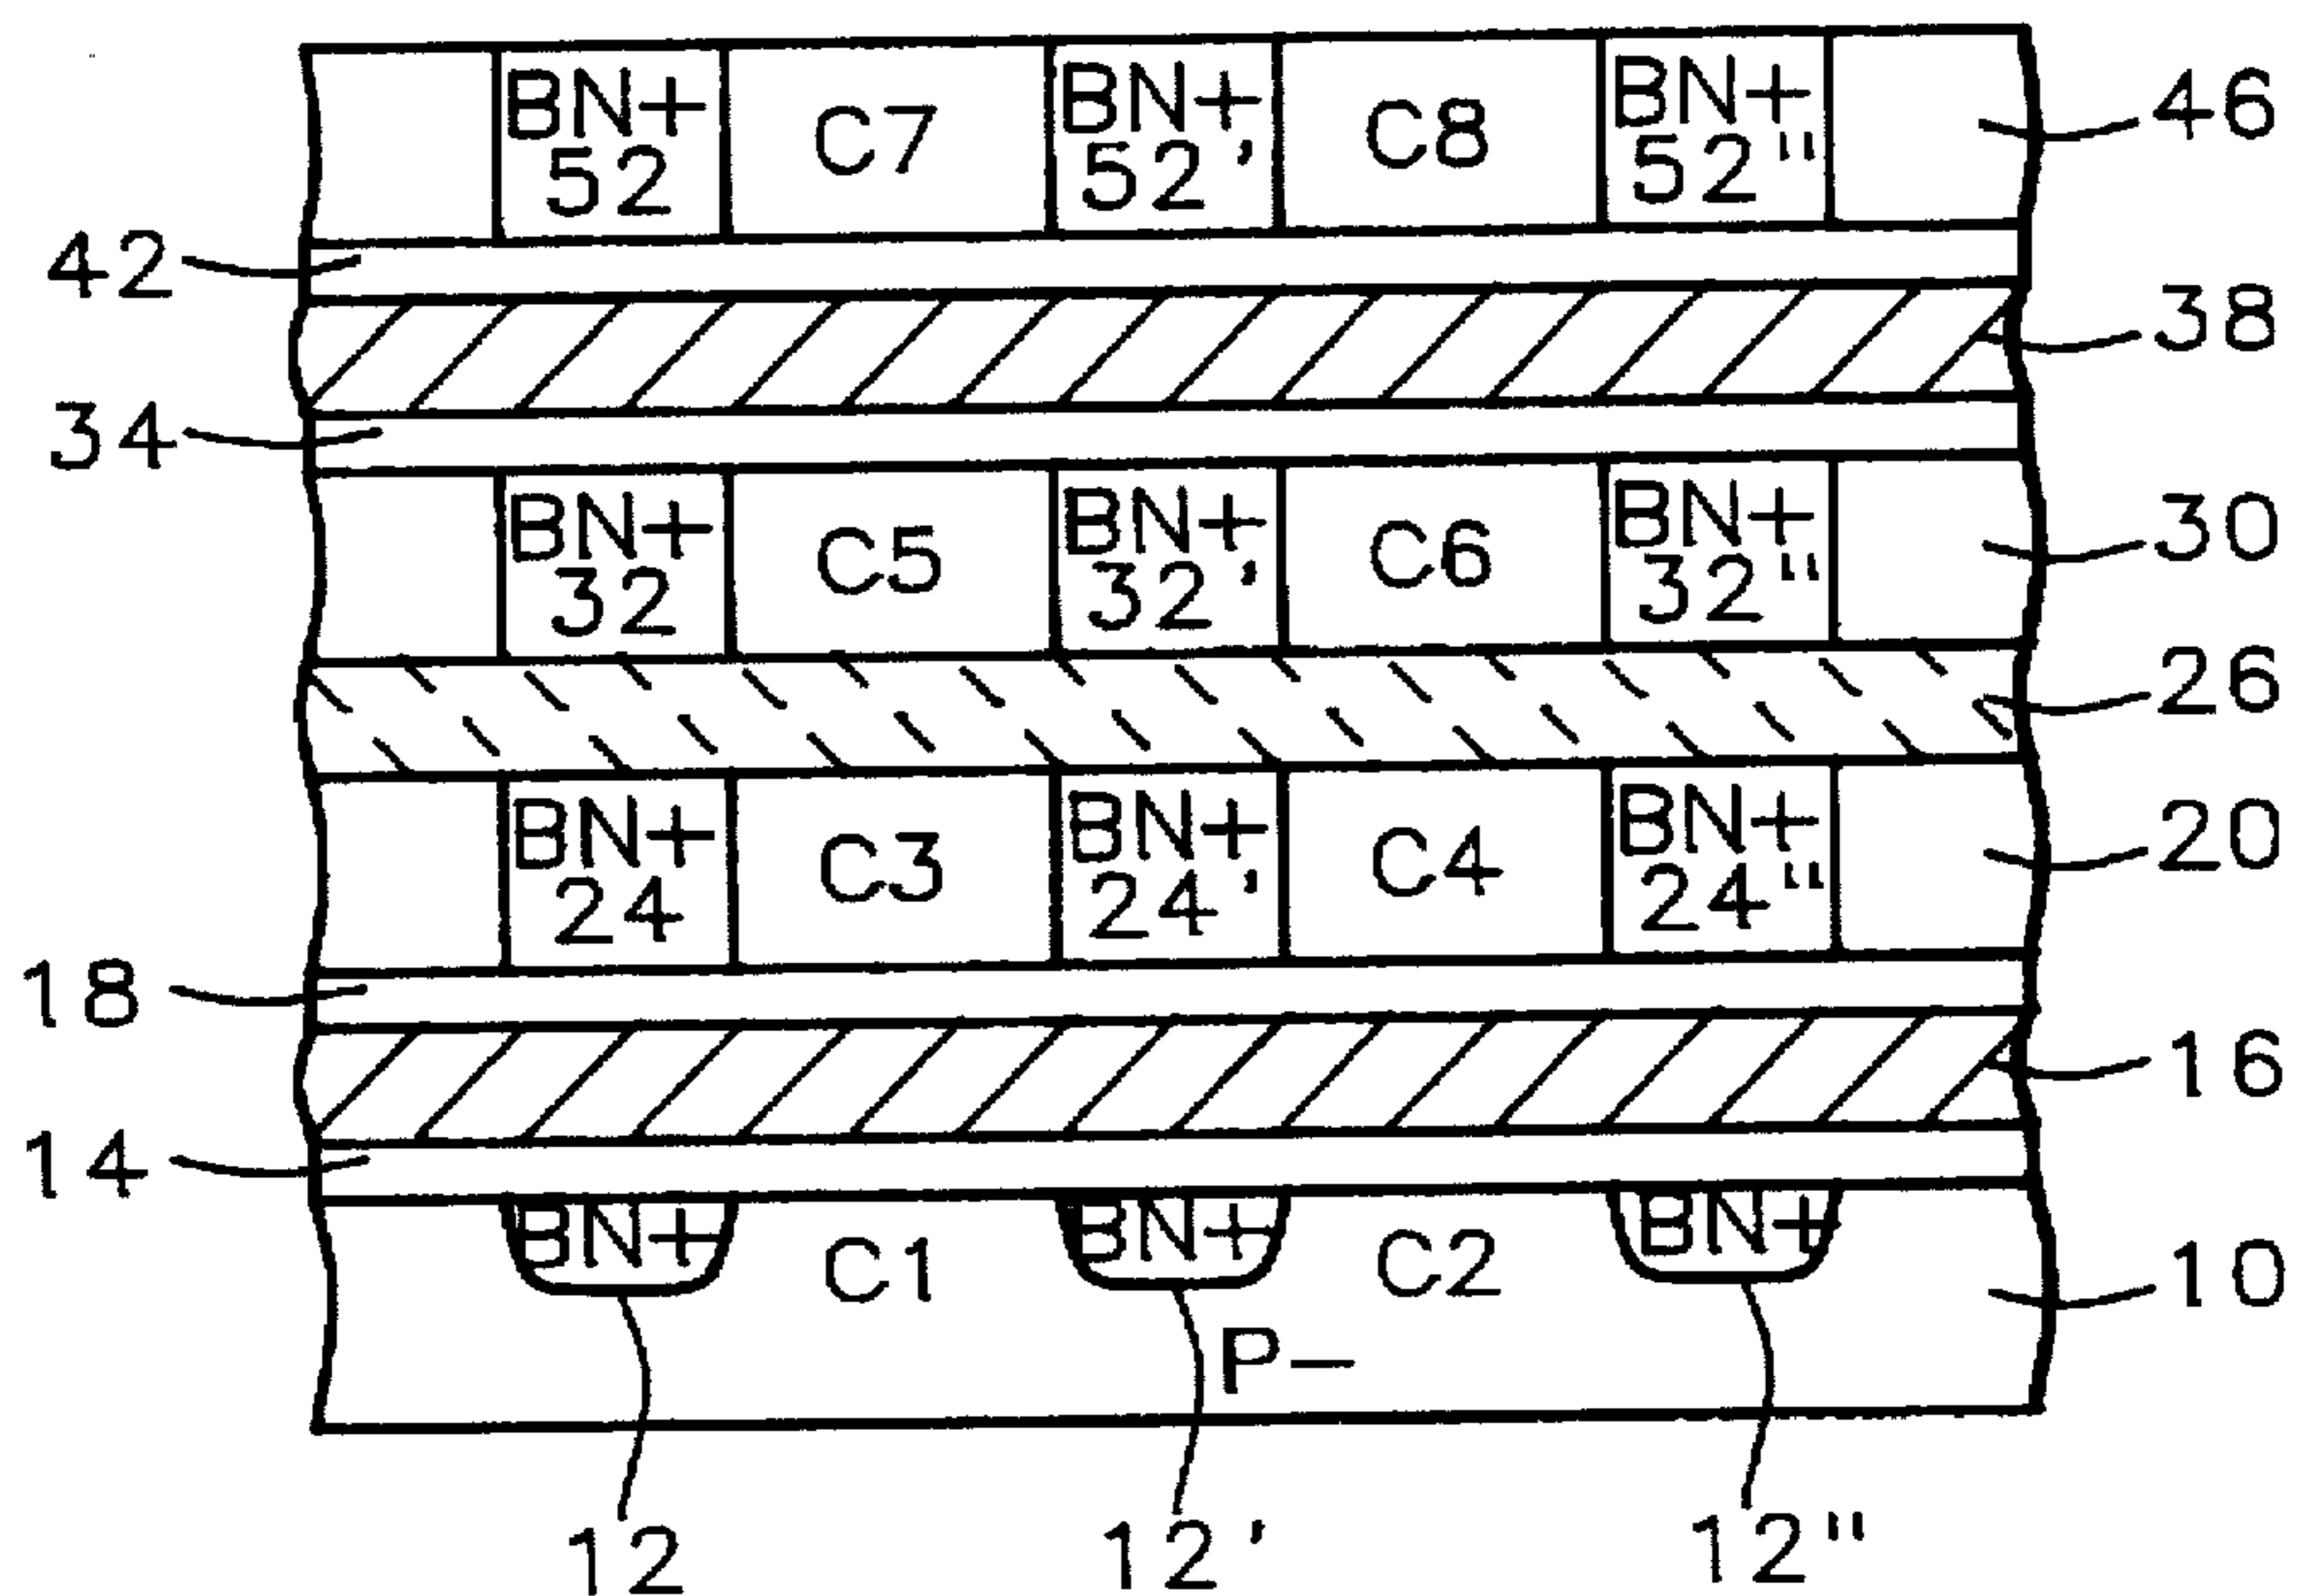 BN+ BN+ BN+ 46
52 C7 52' C8 52"
42
38
34
BN+ BN+ BN+ 30
32 C5 32' C6 32"
26
BN+ BN+ BN+ 20
24 C3 24' C4 24"
18
16
14
BN+ C1 BN+ C2 BN+ 10
P-
12 12' 12"